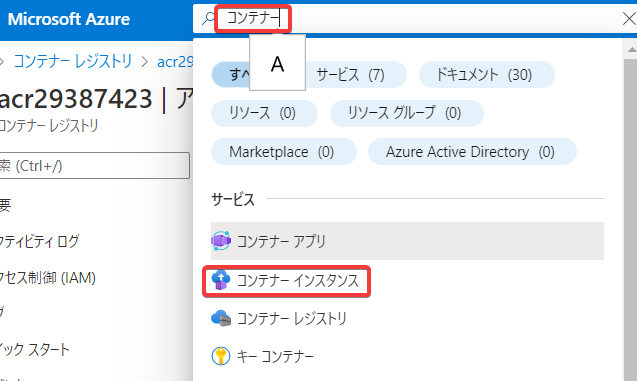 Microsoft Azure
コンテナー
A
コンテナー レジストリ
acr29
acr29387423 | ア
コンテナー レジストリ
索 (Ctrl+/)
要
クティビティ ログ
クセス制御 (IAM)
グ
イック スタート
すべ
サービス (7)
ドキュメント (30)
リソース (0)
リソース グループ (0)
Marketplace (0)
Azure Active Directory (0)
サービス
コンテナー アプリ
コンテナー インスタンス
コンテナー レジストリ
キー コンテナー